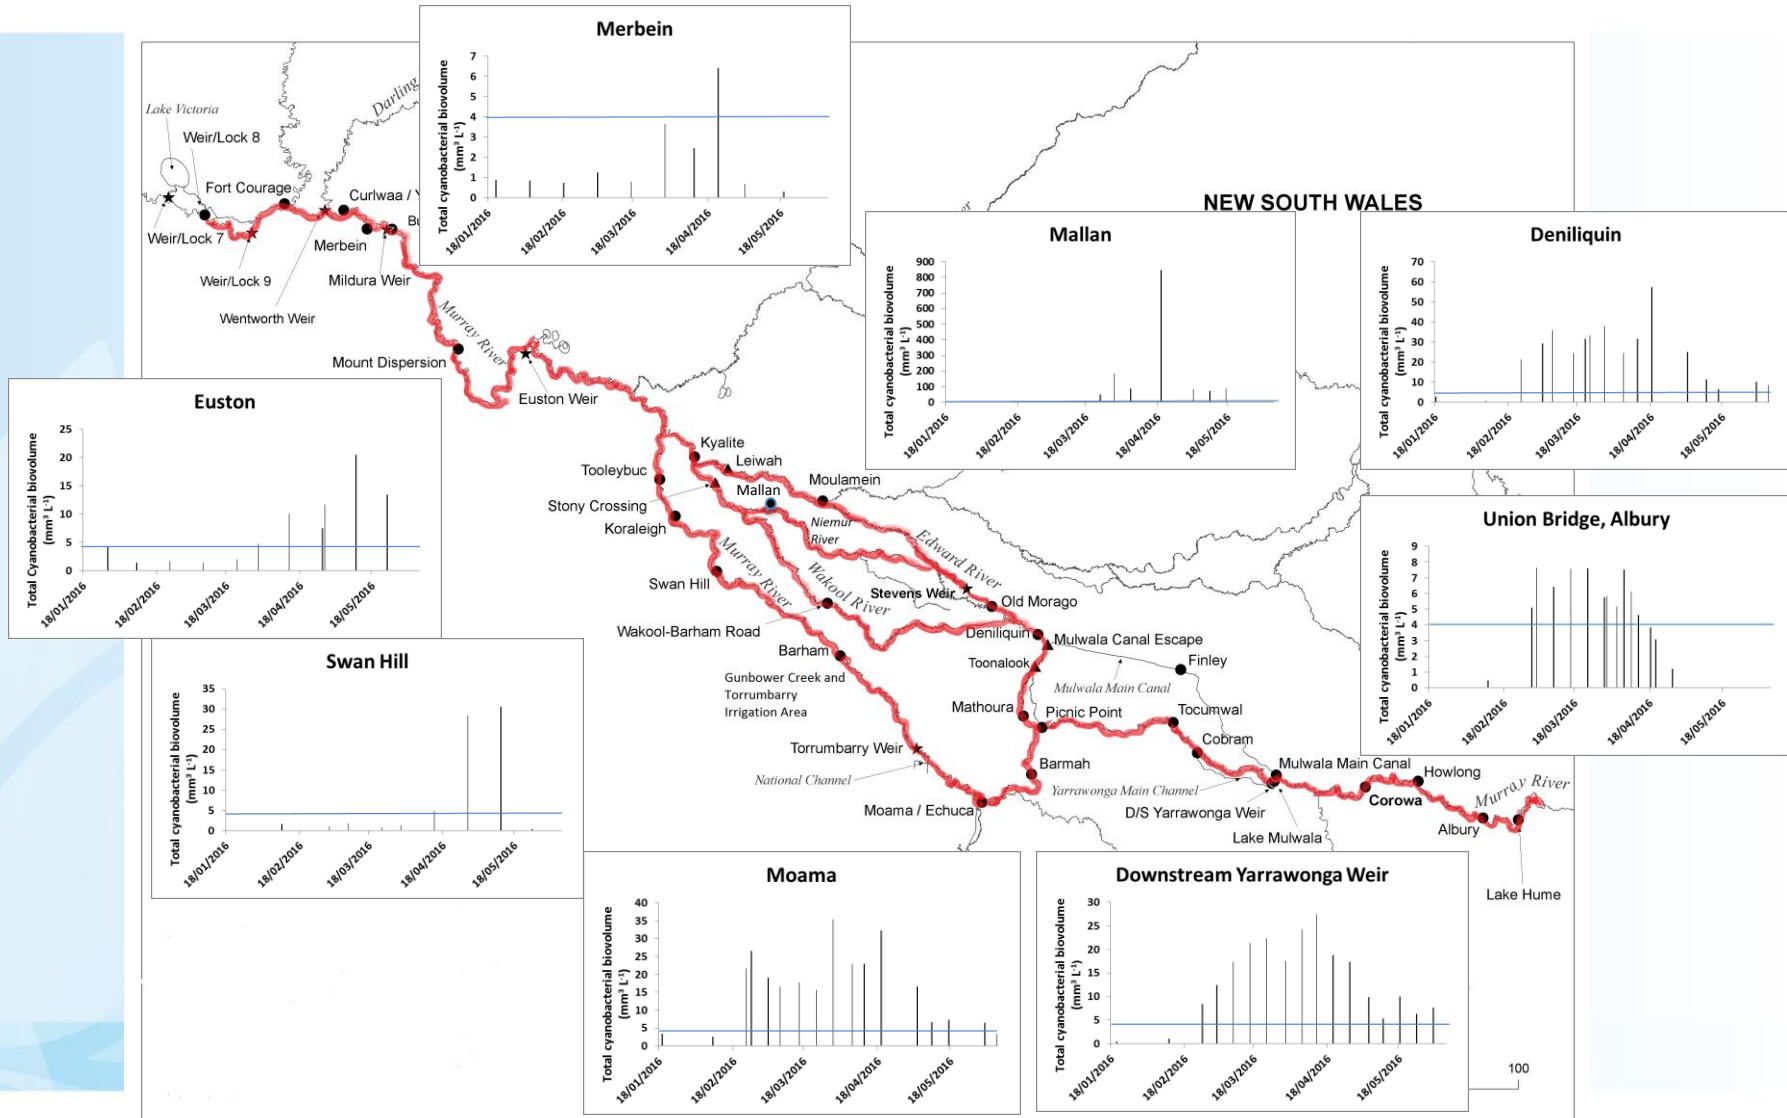 Merbein
Total cyanobacterial biovolume
(mm³ L⁻¹)
7
6
5
4
3
2
1
0
18/01/2016
18/02/2016
18/03/2016
18/04/2016
18/05/2016
NEW SOUTH WALES
Darling
Lake Victoria
Weir/Lock 8
Fort Courage
Curlwaa /
Weir/Lock 7
Merbein
Weir/Lock 9
Mildura Weir
Wentworth Weir
Murray River
Mount Dispersion
Euston Weir
Mallan
Total cyanobacterial biovolume
(mm³ L⁻¹)
900
800
700
600
500
400
300
200
100
0
18/01/2016
18/02/2016
18/03/2016
18/04/2016
18/05/2016
Deniliquin
Total cyanobacterial biovolume
(mm³ L⁻¹)
70
60
50
40
30
20
10
0
18/01/2016
18/02/2016
18/03/2016
18/04/2016
18/05/2016
Euston
Total Cyanobacterial biovolume
(mm³ L⁻¹)
25
20
15
10
5
0
18/01/2016
18/02/2016
18/03/2016
18/04/2016
18/05/2016
Kyalite
Leiwah
Tooleybuc
Mallan
Moulamein
Stony Crossing
Koraleigh
Niemur
River
Edward River
Murray River
Wakool River
Swan Hill
Stevens Weir
Old Morago
Wakool-Barham Road
Deniliquin
Mulwala Canal Escape
Barham
Toonalook
Finley
Gunbower Creek and
Torrumbarry
Irrigation Area
Mulwala Main Canal
Mathoura
Picnic Point
Tocumwal
Torrumbarry Weir
Cobram
National Channel
Barmah
Mulwala Main Canal
Howlong
Yarrawonga Main Channel
Murray River
Moama / Echuca
D/S Yarrawonga Weir
Corowa
Lake Mulwala
Albury
Lake Hume
Union Bridge, Albury
Total cyanobacterial biovolume
(mm³ L⁻¹)
9
8
7
6
5
4
3
2
1
0
18/01/2016
18/02/2016
18/03/2016
18/04/2016
18/05/2016
Swan Hill
Total cyanobacterial biovolume
(mm³ L⁻¹)
35
30
25
20
15
10
5
0
18/01/2016
18/02/2016
18/03/2016
18/04/2016
18/05/2016
Moama
Total cyanobacterial biovolume
(mm³ L⁻¹)
40
35
30
25
20
15
10
5
0
18/01/2016
18/02/2016
18/03/2016
18/04/2016
18/05/2016
Downstream Yarrawonga Weir
Total cyanobacterial biovolume
(mm³ L⁻¹)
30
25
20
15
10
5
0
18/01/2016
18/02/2016
18/03/2016
18/04/2016
18/05/2016
100